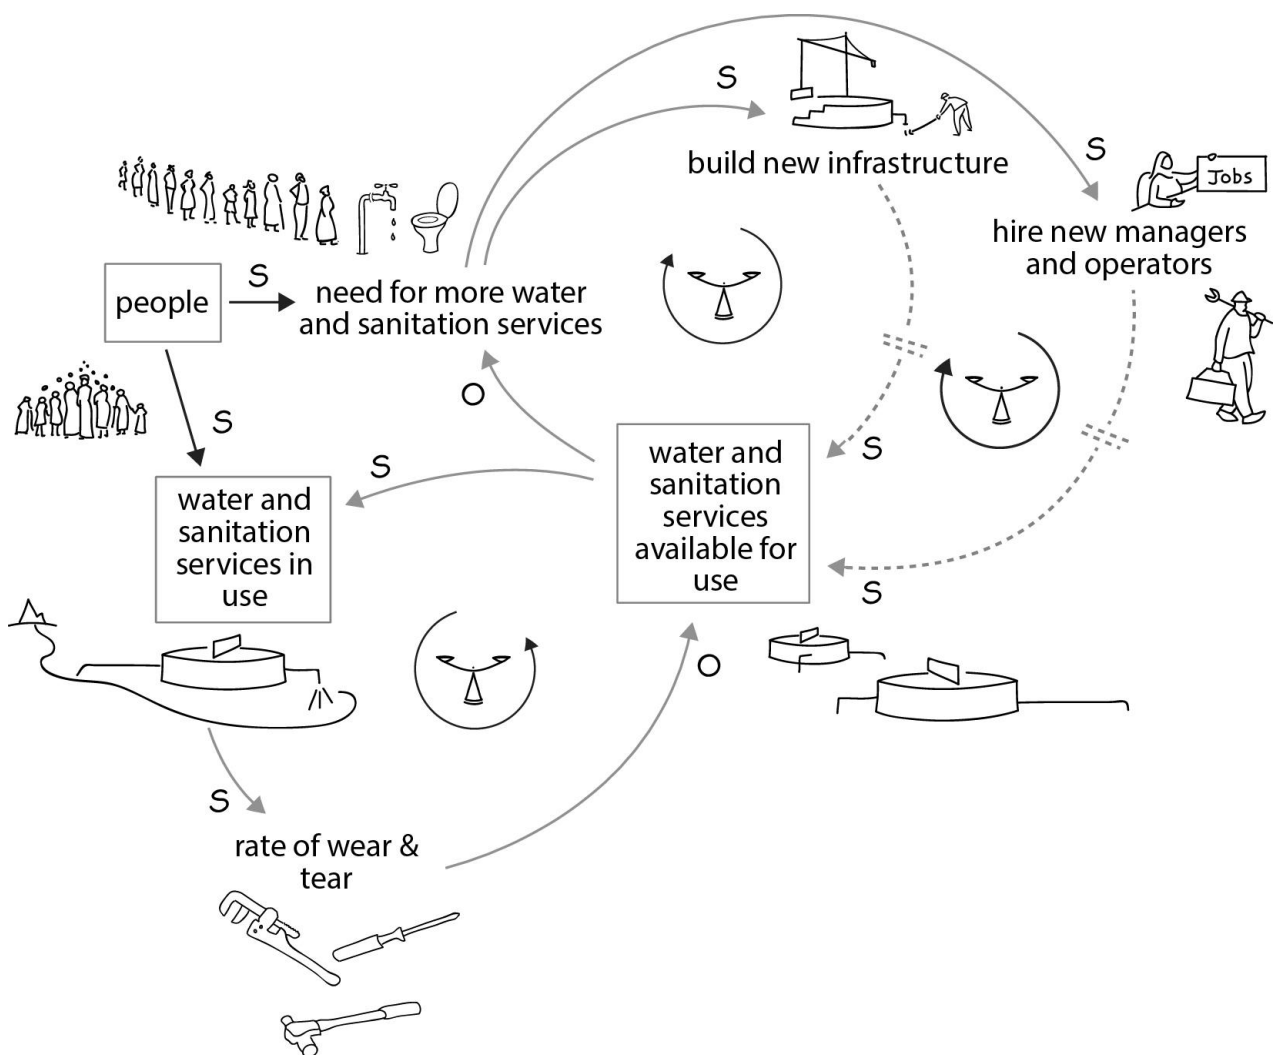 S
build new infrastructure
S
Jobs
hire new managers
and operators
people
S
need for more water
and sanitation services
S
O
S
S
water and
sanitation
services in
use
water and
sanitation
services
available for
use
S
O
S
rate of wear &
tear